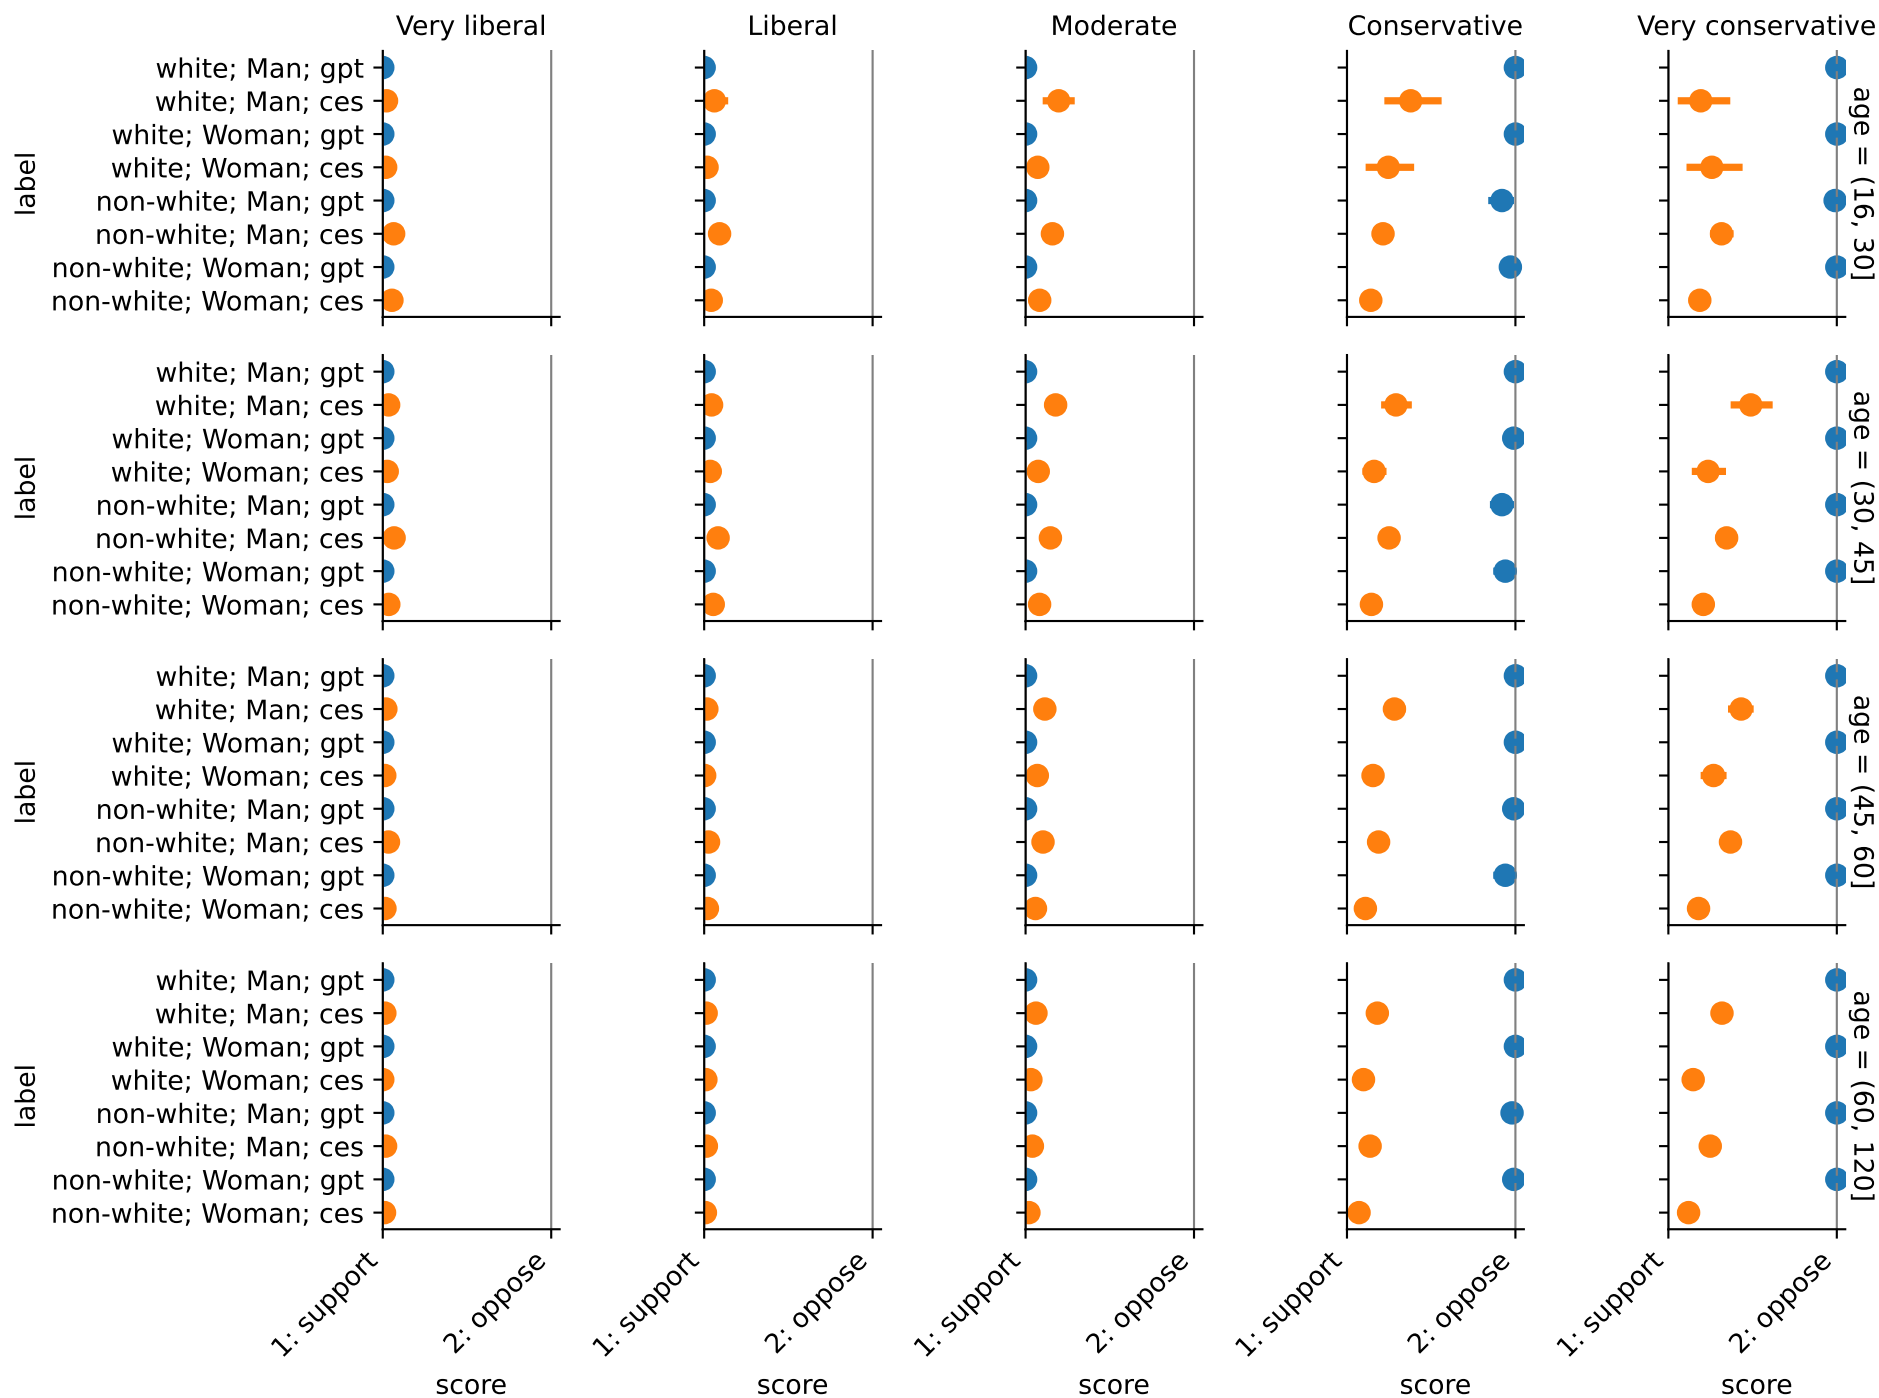 Very liberal Liberal Moderate Conservative Very conservative
label
white; Man; gpt
white; Man; ces
white; Woman; gpt
white; Woman; ces
non-white; Man; gpt
non-white; Man; ces
non-white; Woman; gpt
non-white; Woman; ces
age = (16, 30]
label
white; Man; gpt
white; Man; ces
white; Woman; gpt
white; Woman; ces
non-white; Man; gpt
non-white; Man; ces
non-white; Woman; gpt
non-white; Woman; ces
age = (30, 45]
label
white; Man; gpt
white; Man; ces
white; Woman; gpt
white; Woman; ces
non-white; Man; gpt
non-white; Man; ces
non-white; Woman; gpt
non-white; Woman; ces
age = (45, 60]
label
white; Man; gpt
white; Man; ces
white; Woman; gpt
white; Woman; ces
non-white; Man; gpt
non-white; Man; ces
non-white; Woman; gpt
non-white; Woman; ces
age = (60, 120]
1: support 2: oppose 1: support 2: oppose 1: support 2: oppose 1: support 2: oppose 1: support 2: oppose
score score score score score